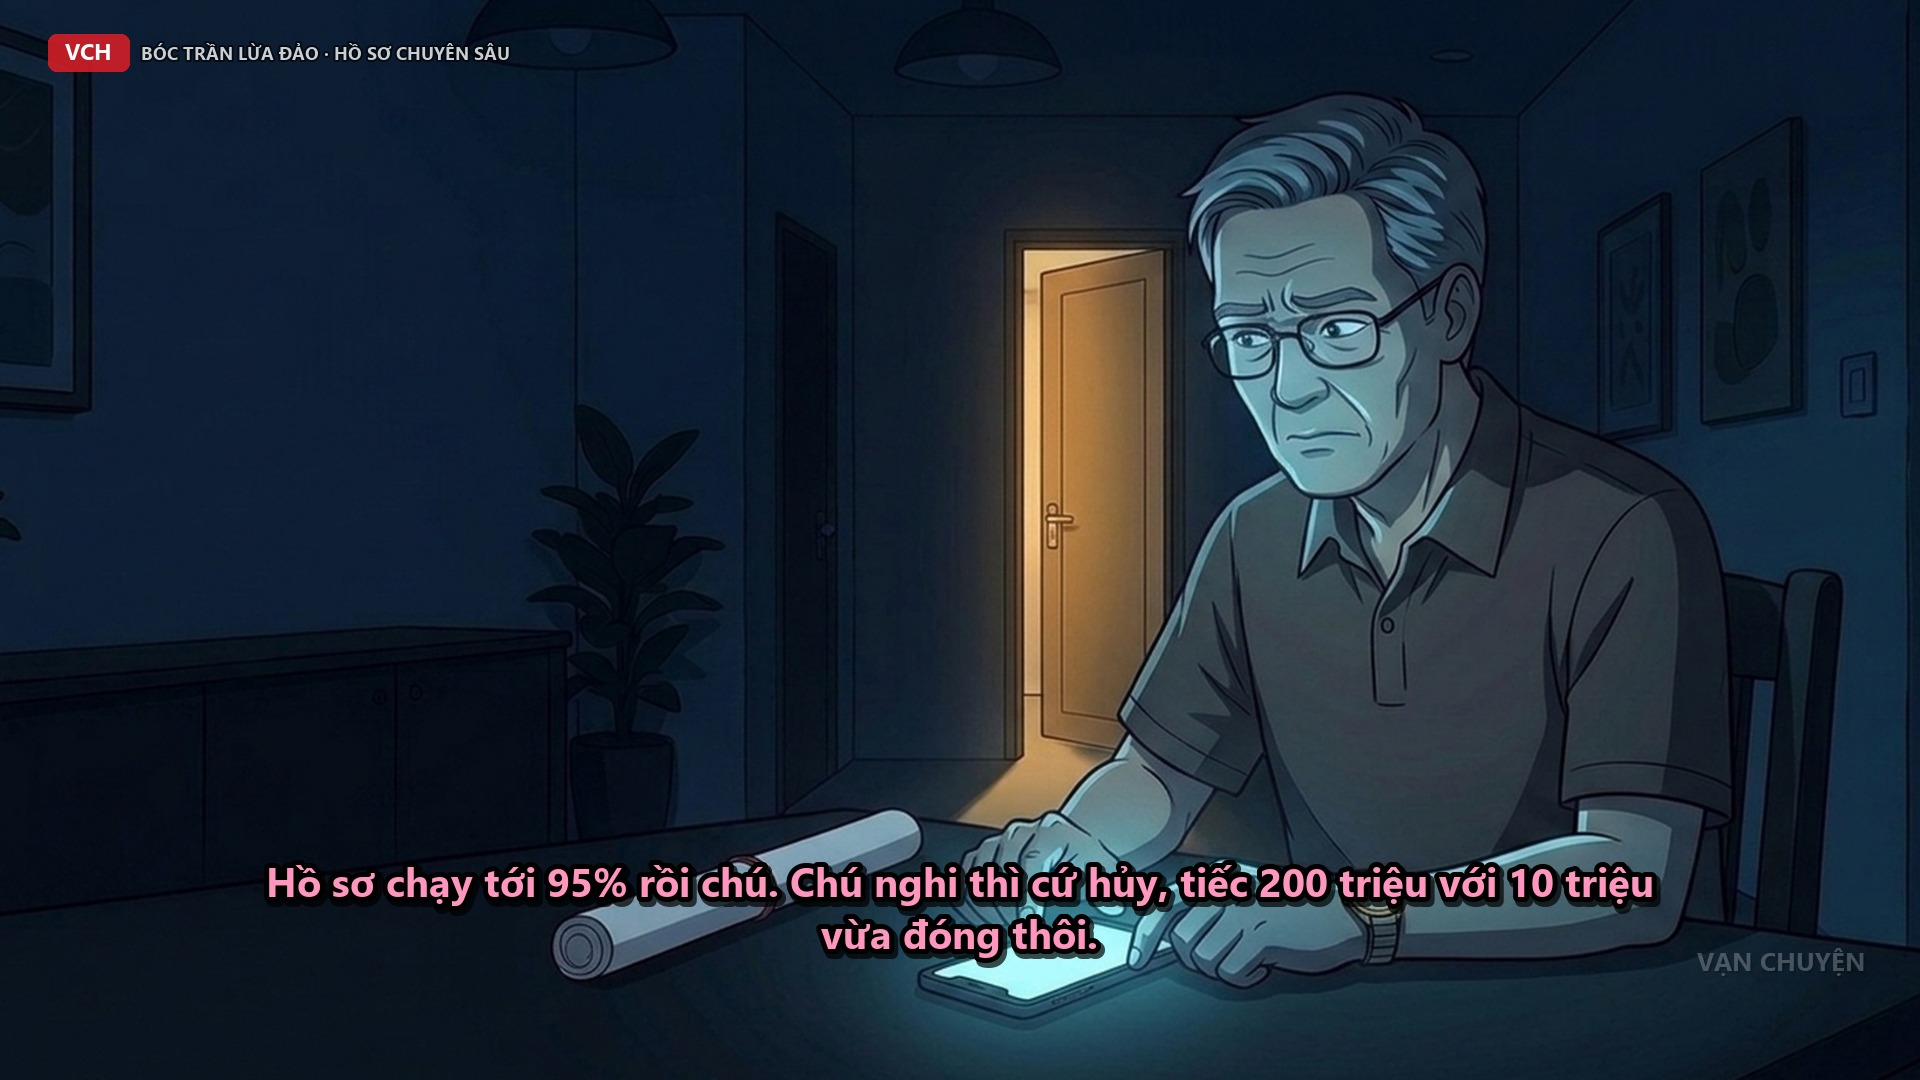 VCH BÓC TRẦN LỪA ĐẢO · HỒ SƠ CHUYÊN SÂU
Hồ sơ chạy tới 95% rồi chú. Chú nghi thì cứ hủy, tiếc 200 triệu với 10 triệu
vừa đóng thôi.
VẠN CHUYỆN